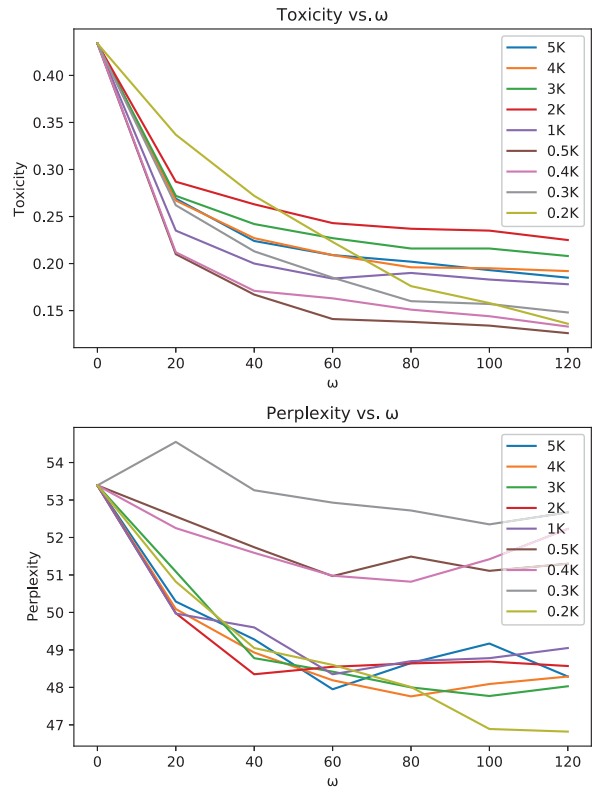 Toxicity vs. ω
0.40
0.35
0.30
0.25
0.20
0.15
Toxicity
5K
4K
3K
2K
1K
0.5K
0.4K
0.3K
0.2K
0 20 40 60 80 100 120
ω
Perplexity vs. ω
54
53
52
51
50
49
48
47
Perplexity
5K
4K
3K
2K
1K
0.5K
0.4K
0.3K
0.2K
0 20 40 60 80 100 120
ω